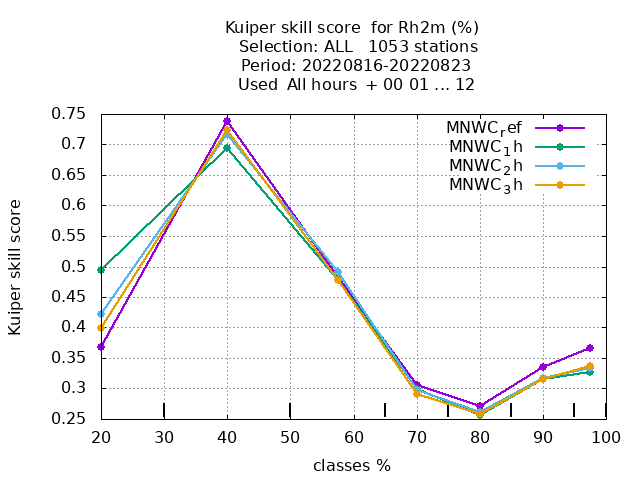 Kuiper skill score for Rh2m (%)
Selection: ALL 1053 stations
Period: 20220816-20220823
Used All hours + 00 01 ... 12
0.75
0.7
0.65
0.6
0.55
0.5
0.45
0.4
0.35
0.3
0.25
Kuiper skill score
MNWC_ref
MNWC_1h
MNWC_2h
MNWC_3h
20 30 40 50 60 70 80 90 100
classes %